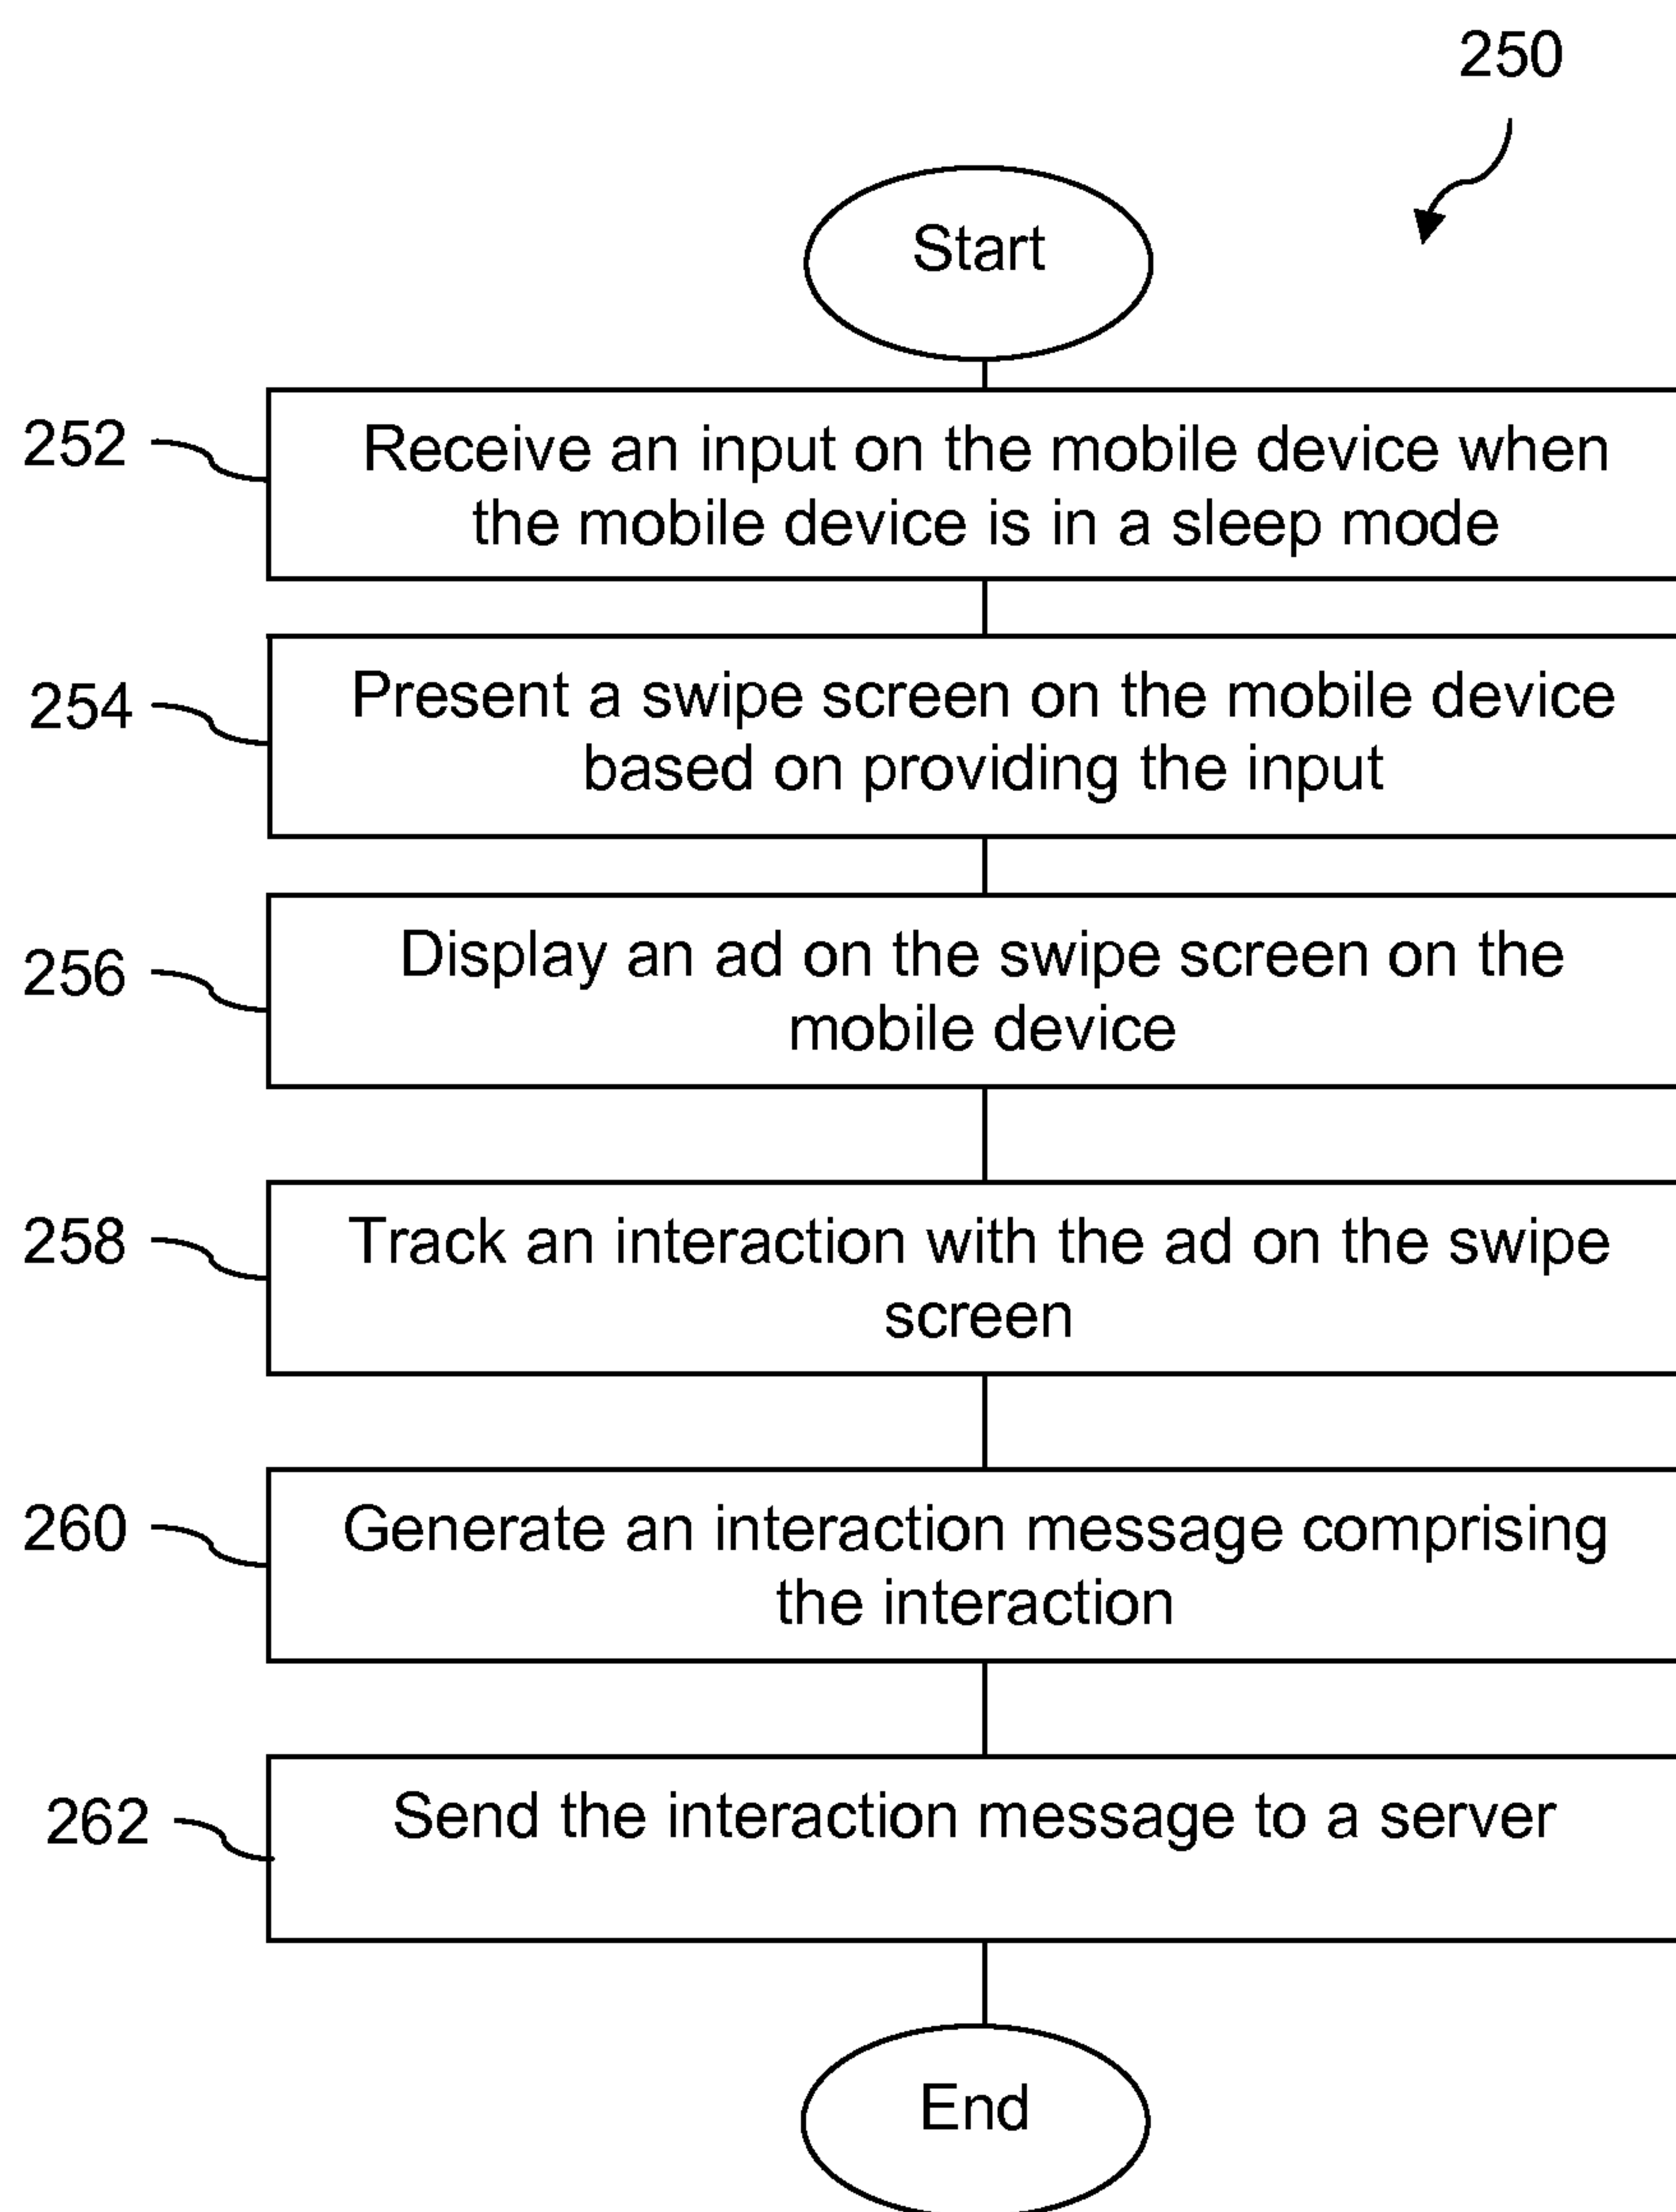 250
Start
252
Receive an input on the mobile device when
the mobile device is in a sleep mode
254
Present a swipe screen on the mobile device
based on providing the input
256
Display an ad on the swipe screen on the
mobile device
258
Track an interaction with the ad on the swipe
screen
260
Generate an interaction message comprising
the interaction
262
Send the interaction message to a server
End